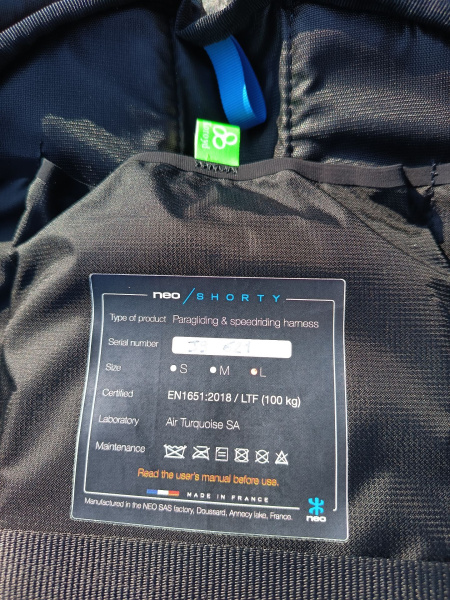 neo / SHORTY
Type of product Paragliding & speedriding harness
Serial number
Size S M L
Certified EN1651:2018 / LTF (100 kg)
Laboratory Air Turquoise SA
Maintenance
Read the user's manual before use.
MADE IN FRANCE
Manufactured in the NEO SAS factory, Doussard, Annecy lake, France.
neo